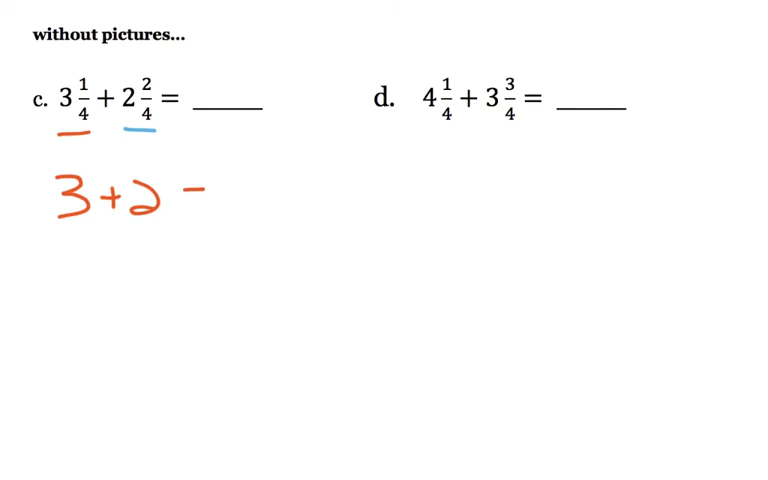 without pictures...
c. 3 1/4 + 2 2/4 = ______
d. 4 1/4 + 3 3/4 = ______
3 + 2 -